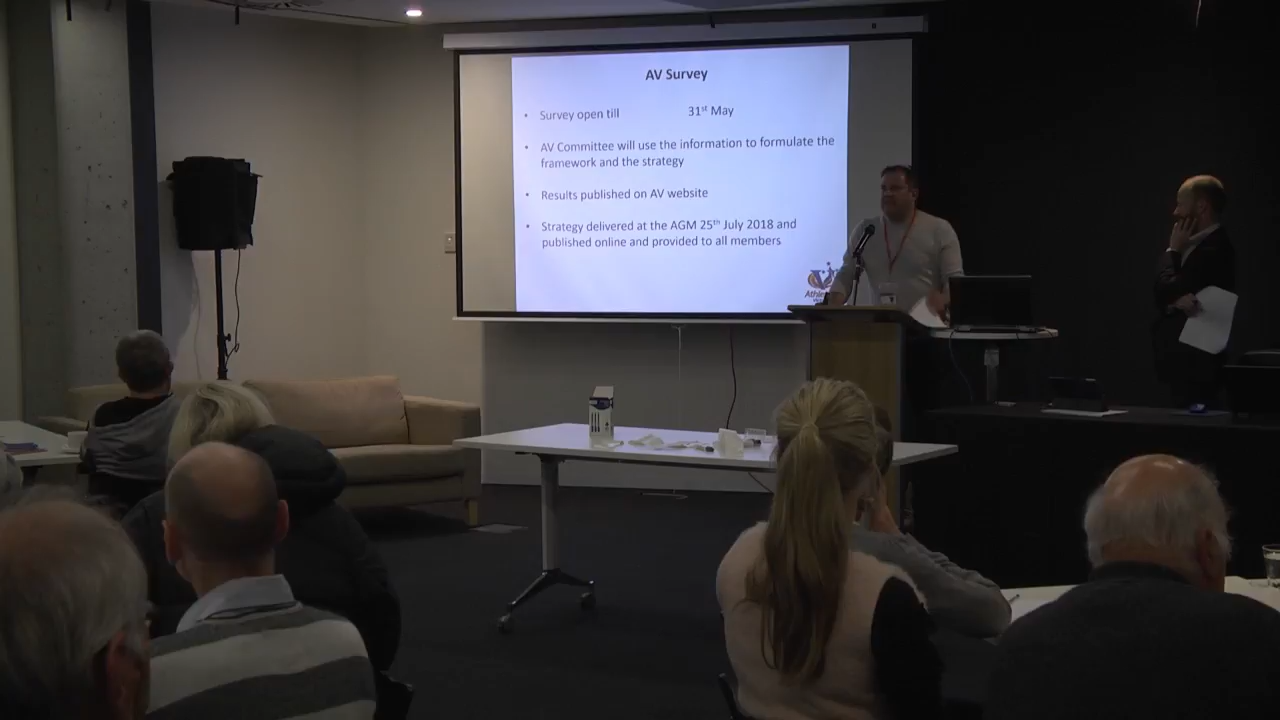 AV Survey
• Survey open till 31st May
• AV Committee will use the information to formulate the
framework and the strategy
• Results published on AV website
• Strategy delivered at the AGM 25th July 2018 and
published online and provided to all members